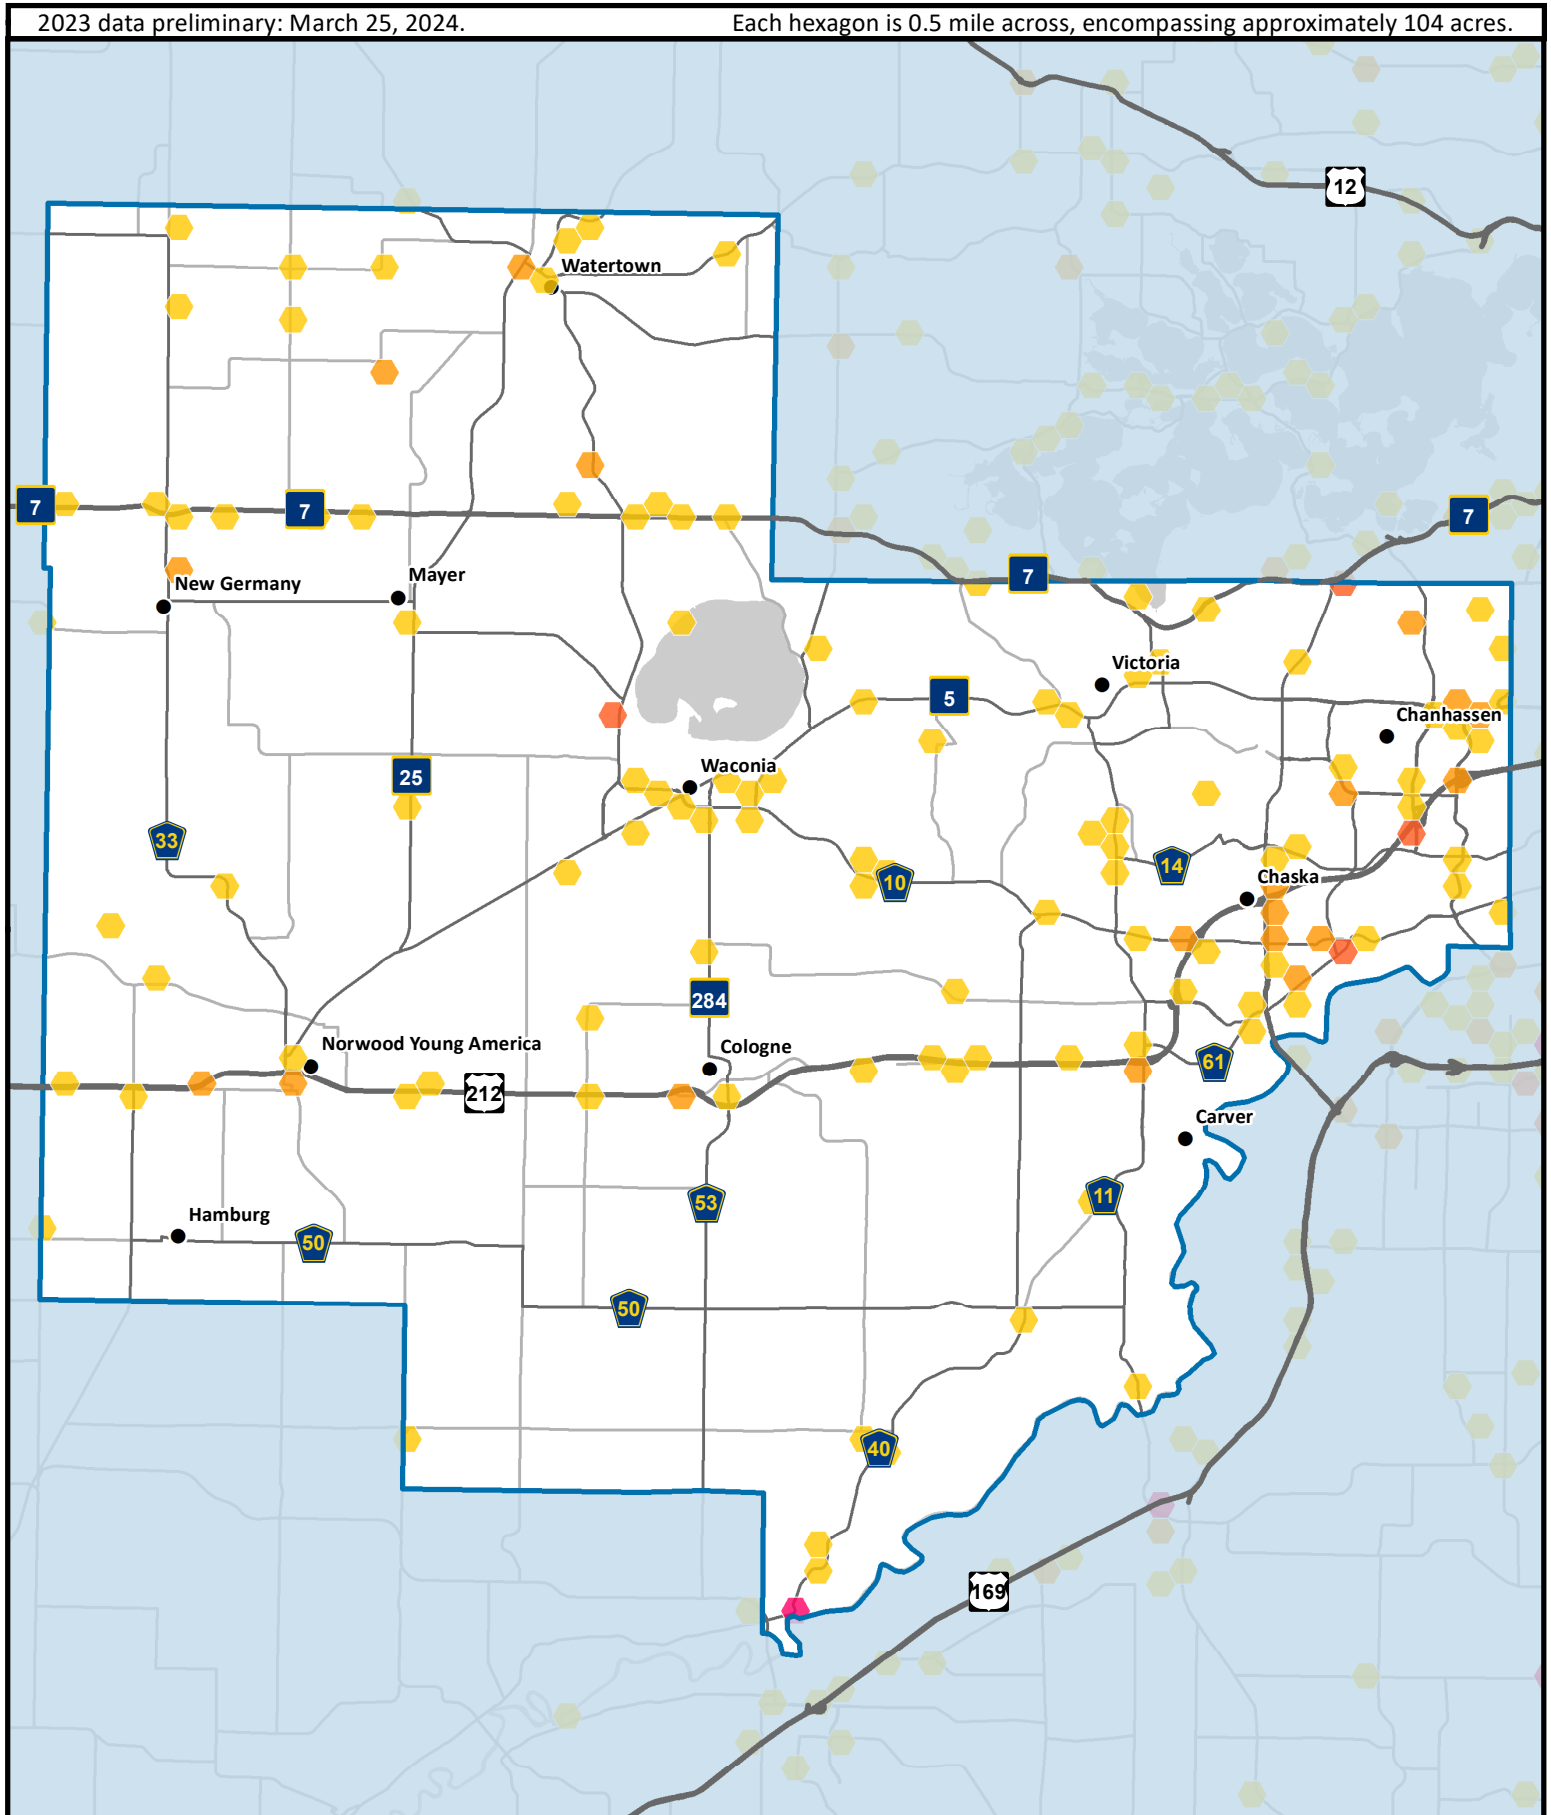 2023 data preliminary: March 25, 2024.
Each hexagon is 0.5 mile across, encompassing approximately 104 acres.
12
Watertown
7
7
7
7
New Germany
Mayer
Victoria
5
Chanhassen
Waconia
25
33
14
10
Chaska
284
Norwood Young America
Cologne
61
212
Carver
11
53
Hamburg
50
50
40
169